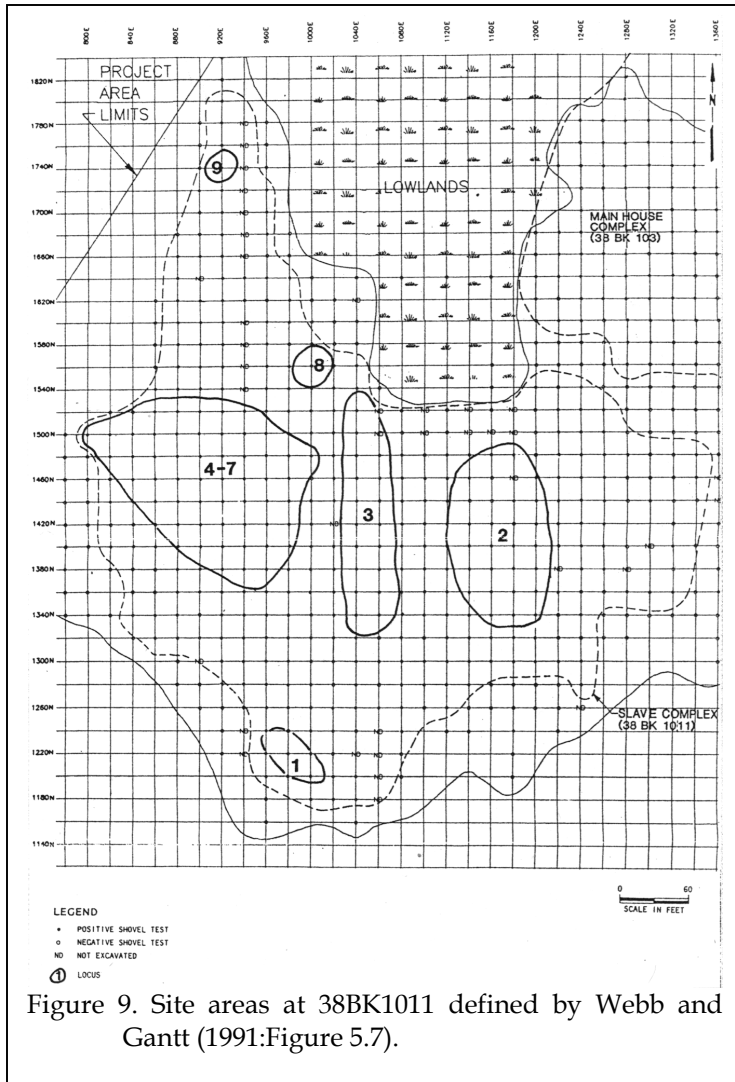 800E 840E 880E 920E 960E 1000E 1040E 1080E 1120E 1160E 1200E 1240E 1280E 1320E 1360E
1820N
PROJECT
AREA
LIMITS
N
1780N
1740N
9
LOWLANDS
1700N
MAIN HOUSE
COMPLEX
(38 BK 103)
1660N
1620N
1580N
8
1540N
1500N
4-7
1460N
3
2
1420N
1380N
1340N
1300N
1260N
SLAVE COMPLEX
(38 BK 1011)
1220N
1
1180N
1140N
0 60
SCALE IN FEET
LEGEND
POSITIVE SHOVEL TEST
NEGATIVE SHOVEL TEST
ND NOT EXCAVATED
1 LOCUS
Figure 9. Site areas at 38BK1011 defined by Webb and
Gantt (1991:Figure 5.7).